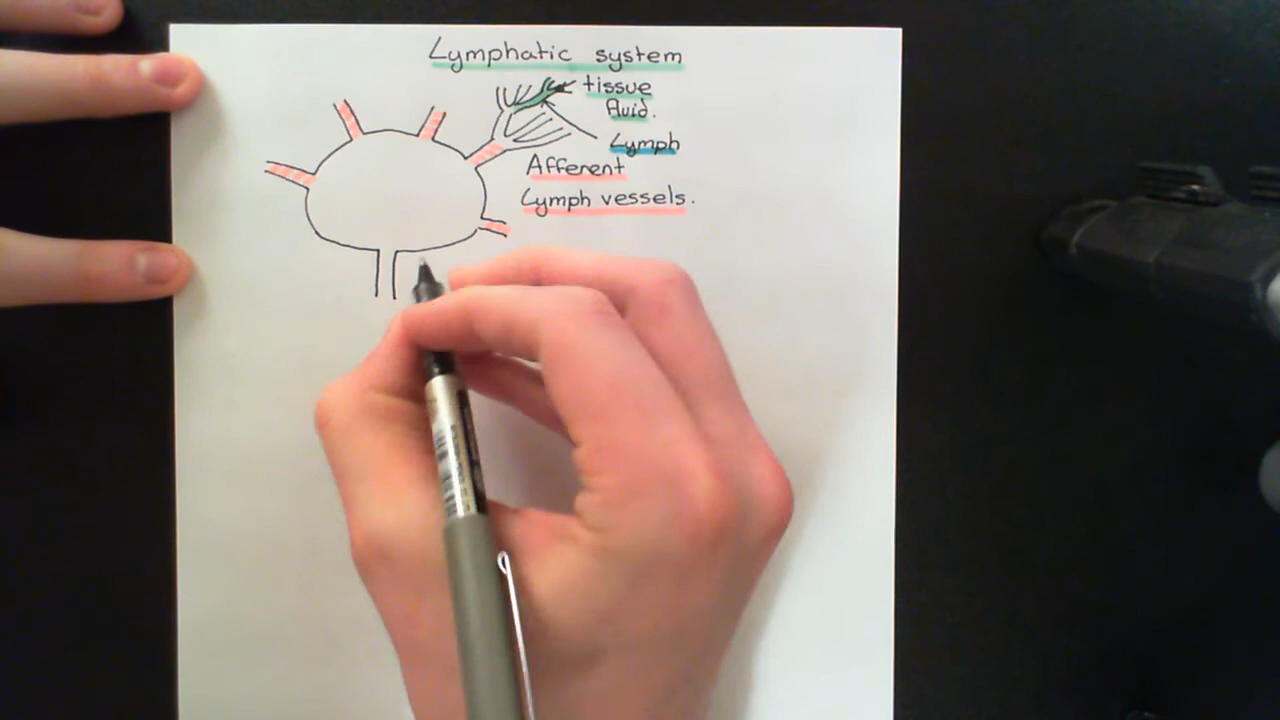 Lymphatic system
tissue
fluid.
Lymph
Afferent
Lymph vessels.